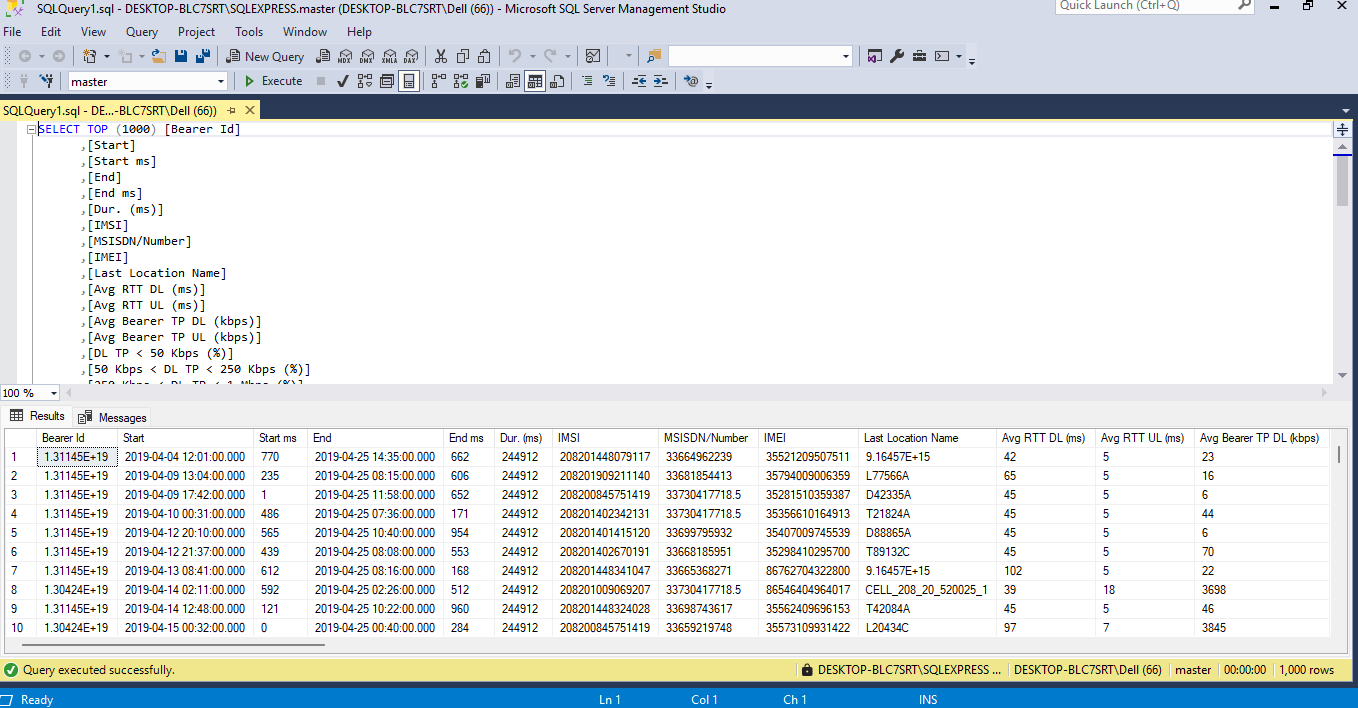 SQLQuery1.sql - DESKTOP-BLC7SRT\SQLEXPRESS.master (DESKTOP-BLC7SRT\Dell (66)) - Microsoft SQL Server Management Studio
Quick Launch (Ctrl+Q)
File Edit View Query Project Tools Window Help
New Query MDX DMX XMLA DAX
master Execute
SQLQuery1.sql - DE...-BLC7SRT\Dell (66))
SELECT TOP (1000) [Bearer Id]
,[Start]
,[Start ms]
,[End]
,[End ms]
,[Dur. (ms)]
,[IMSI]
,[MSISDN/Number]
,[IMEI]
,[Last Location Name]
,[Avg RTT DL (ms)]
,[Avg RTT UL (ms)]
,[Avg Bearer TP DL (kbps)]
,[Avg Bearer TP UL (kbps)]
,[DL TP < 50 Kbps (%)]
,[50 Kbps < DL TP < 250 Kbps (%)]
,[250 Kbps < DL TP < 1 Mbps (%)]
100 %
Results Messages
Bearer Id Start Start ms End End ms Dur. (ms) IMSI MSISDN/Number IMEI Last Location Name Avg RTT DL (ms) Avg RTT UL (ms) Avg Bearer TP DL (kbps)
1 1.31145E+19 2019-04-04 12:01:00.000 770 2019-04-25 14:35:00.000 662 244912 208201448079117 33664962239 35521209507511 9.16457E+15 42 5 23
2 1.31145E+19 2019-04-09 13:04:00.000 235 2019-04-25 08:15:00.000 606 244912 208201909211140 33681854413 35794009006359 L77566A 65 5 16
3 1.31145E+19 2019-04-09 17:42:00.000 1 2019-04-25 11:58:00.000 652 244912 208200845751419 33730417718.5 35281510359387 D42335A 45 5 6
4 1.31145E+19 2019-04-10 00:31:00.000 486 2019-04-25 07:36:00.000 171 244912 208201402342131 33730417718.5 35356610164913 T21824A 45 5 44
5 1.31145E+19 2019-04-12 20:10:00.000 565 2019-04-25 10:40:00.000 954 244912 208201401415120 33699795932 35407009745539 D88865A 45 5 6
6 1.31145E+19 2019-04-12 21:37:00.000 439 2019-04-25 08:08:00.000 553 244912 208201402670191 33668185951 35298410295700 T89132C 45 5 70
7 1.31145E+19 2019-04-13 08:41:00.000 612 2019-04-25 08:16:00.000 168 244912 208201448341047 33665368271 86762704322800 9.16457E+15 102 5 22
8 1.30424E+19 2019-04-14 02:11:00.000 592 2019-04-25 02:26:00.000 512 244912 208201009069207 33730417718.5 86546404964017 CELL_208_20_520025_1 39 18 3698
9 1.31145E+19 2019-04-14 12:48:00.000 121 2019-04-25 10:22:00.000 960 244912 208201448324028 33698743617 35562409696153 T42084A 45 5 46
10 1.30424E+19 2019-04-15 00:32:00.000 0 2019-04-25 00:40:00.000 284 244912 208200845751419 33659219748 35573109931422 L20434C 97 7 3845
Query executed successfully. DESKTOP-BLC7SRT\SQLEXPRESS ... DESKTOP-BLC7SRT\Dell (66) master 00:00:00 1,000 rows
Ready Ln 1 Col 1 Ch 1 INS